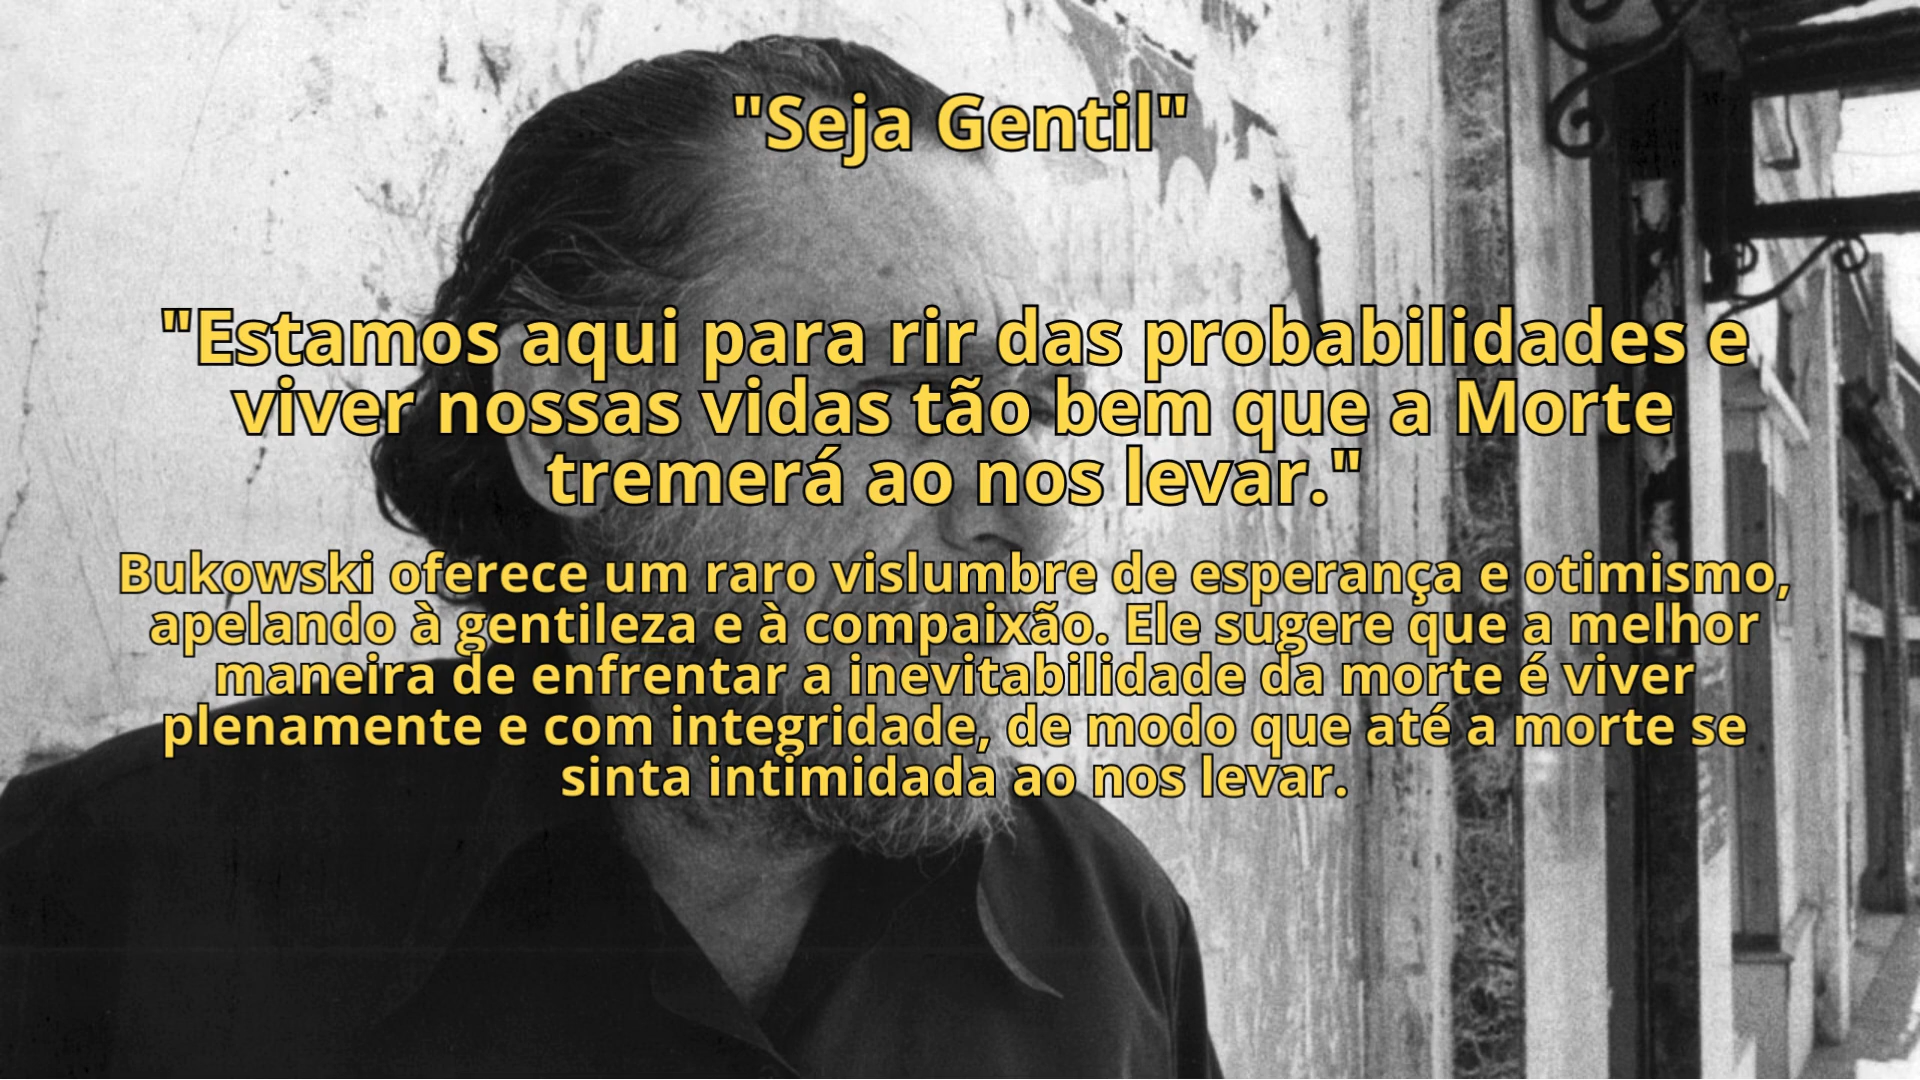 "Seja Gentil"
"Estamos aqui para rir das probabilidades e
viver nossas vidas tão bem que a Morte
tremerá ao nos levar."
Bukowski oferece um raro vislumbre de esperança e otimismo,
apelando à gentileza e à compaixão. Ele sugere que a melhor
maneira de enfrentar a inevitabilidade da morte é viver
plenamente e com integridade, de modo que até a morte se
sinta intimidada ao nos levar.